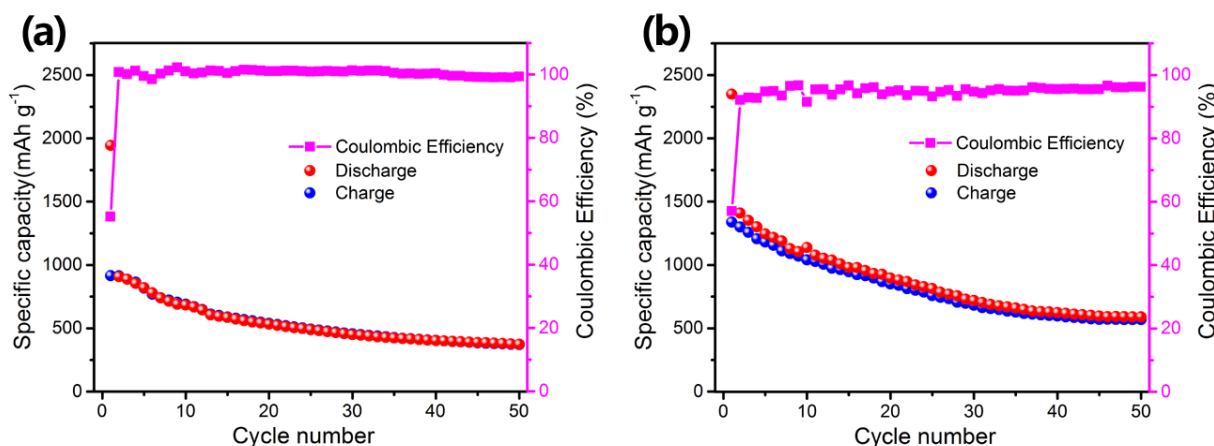 (a)
Specific capacity(mAh g⁻¹)
2500
2000
1500
1000
500
0
0 10 20 30 40 50
Cycle number
Coulombic Efficiency
Discharge
Charge
100
80
60
40
20
0
Coulombic Efficiency (%)
(b)
Specific capacity(mAh g⁻¹)
2500
2000
1500
1000
500
0
0 10 20 30 40 50
Cycle number
Coulombic Efficiency
Discharge
Charge
100
80
60
40
20
0
Coulombic Efficiency (%)